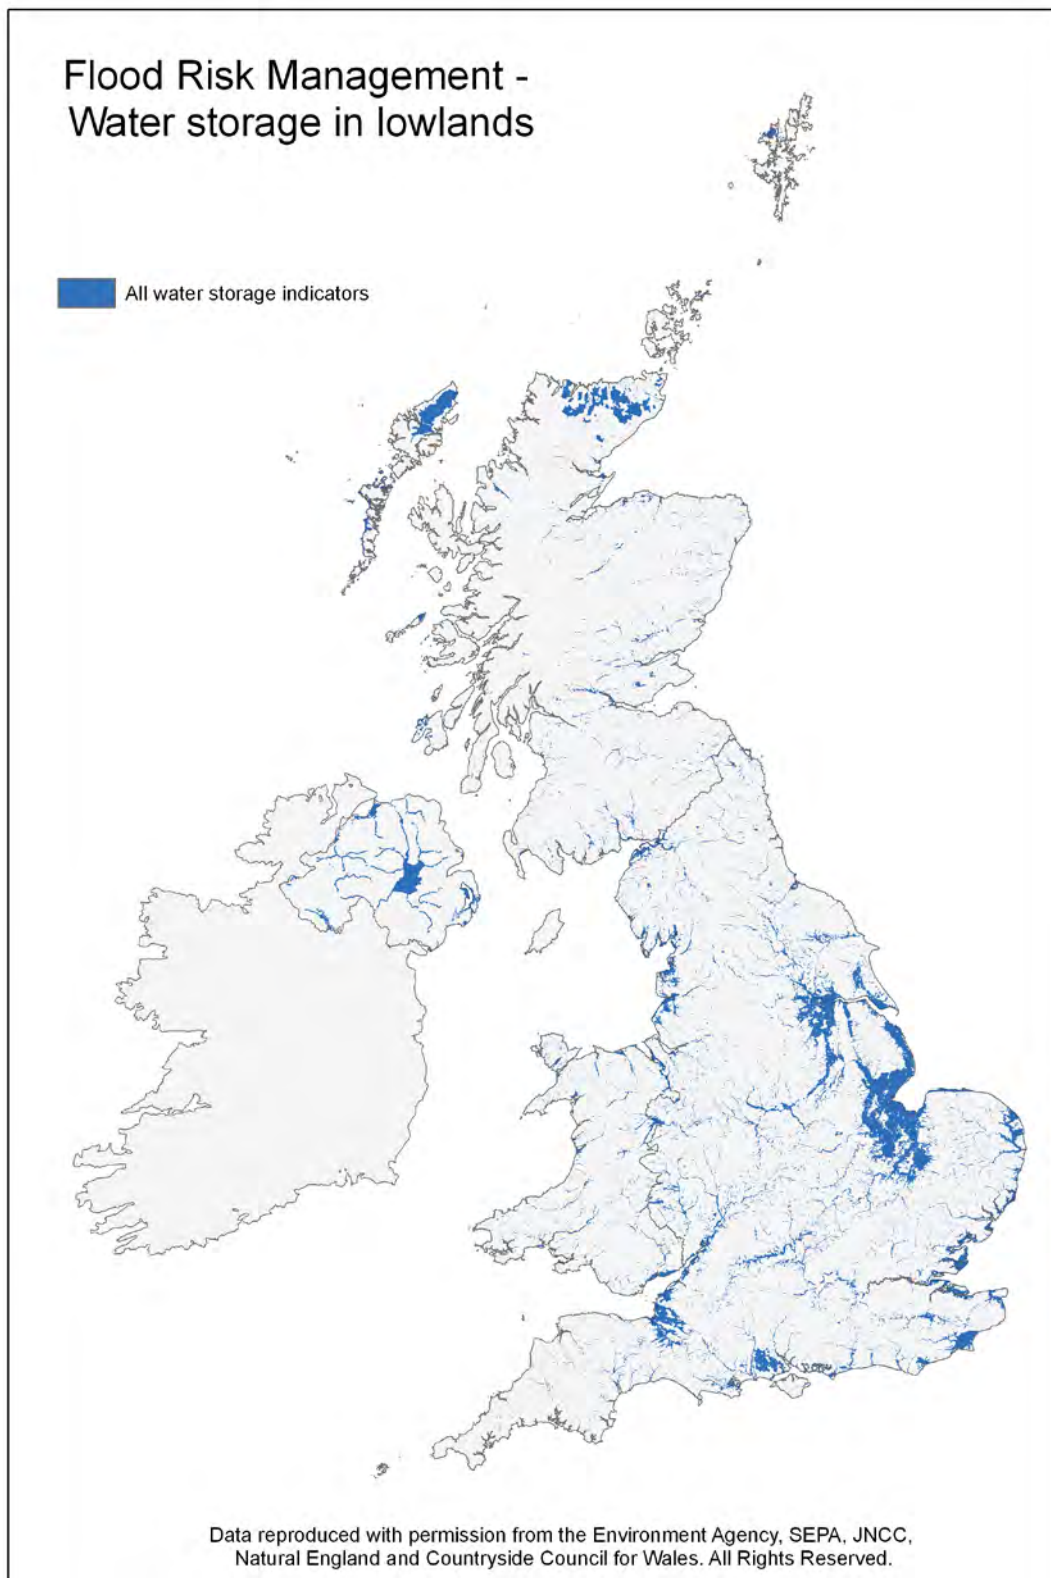 Flood Risk Management -
Water storage in lowlands
All water storage indicators
Data reproduced with permission from the Environment Agency, SEPA, JNCC,
Natural England and Countryside Council for Wales. All Rights Reserved.